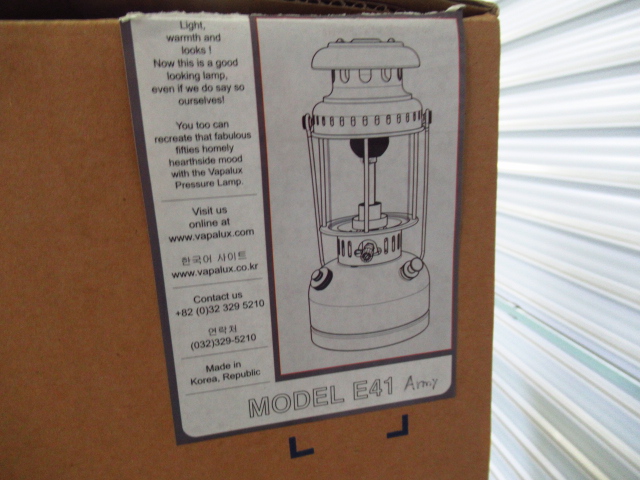 Light,
warmth and
looks !
Now this is a good
looking lamp,
even if we do say so
ourselves!
You too can
recreate that fabulous
fifties homely
hearthside mood
with the Vapalux
Pressure Lamp.
Visit us
online at
www.vapalux.com
한국어 사이트
www.vapalux.co.kr
Contact us
+82 (0)32 329 5210
연락처
(032)329-5210
Made in
Korea, Republic
MODEL E41 Army